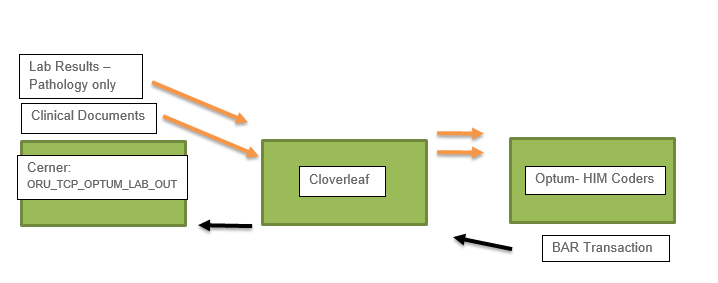 Lab Results –
Pathology only
Clinical Documents
Cerner:
ORU_TCP_OPTUM_LAB_OUT
Cloverleaf
Optum- HIM Coders
BAR Transaction